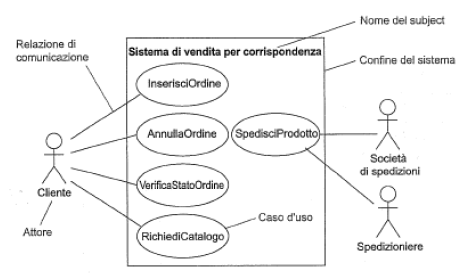 Nome del subject
Relazione di
comunicazione
Sistema di vendita per corrispondenza
Confine del sistema
InserisciOrdine
AnnullaOrdine
SpedisciProdotto
Società
di spedizioni
Cliente
VerificaStatoOrdine
Caso d'uso
Attore
RichiediCatalogo
Spedizioniere